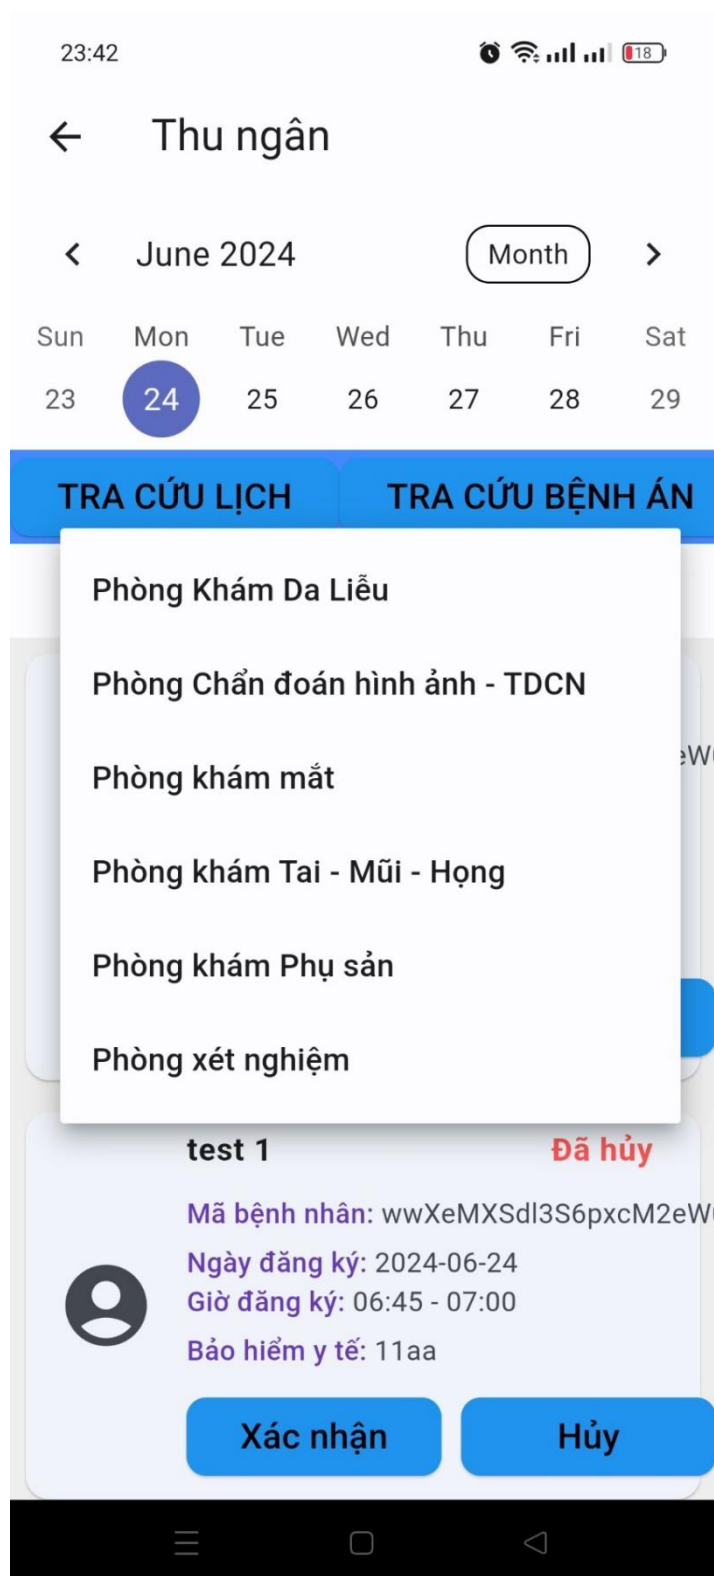 23:42
18
Thu ngân
June 2024
Month
Sun Mon Tue Wed Thu Fri Sat
23 24 25 26 27 28 29
TRA CỨU LỊCH TRA CỨU BỆNH ÁN
Phòng Khám Da Liễu
Phòng Chẩn đoán hình ảnh - TDCN
Phòng khám mắt
Phòng khám Tai - Mũi - Họng
Phòng khám Phụ sản
Phòng xét nghiệm
test 1 Đã hủy
Mã bệnh nhân: wwXeMXSdl3S6pxcM2eW
Ngày đăng ký: 2024-06-24
Giờ đăng ký: 06:45 - 07:00
Bảo hiểm y tế: 11aa
Xác nhận Hủy